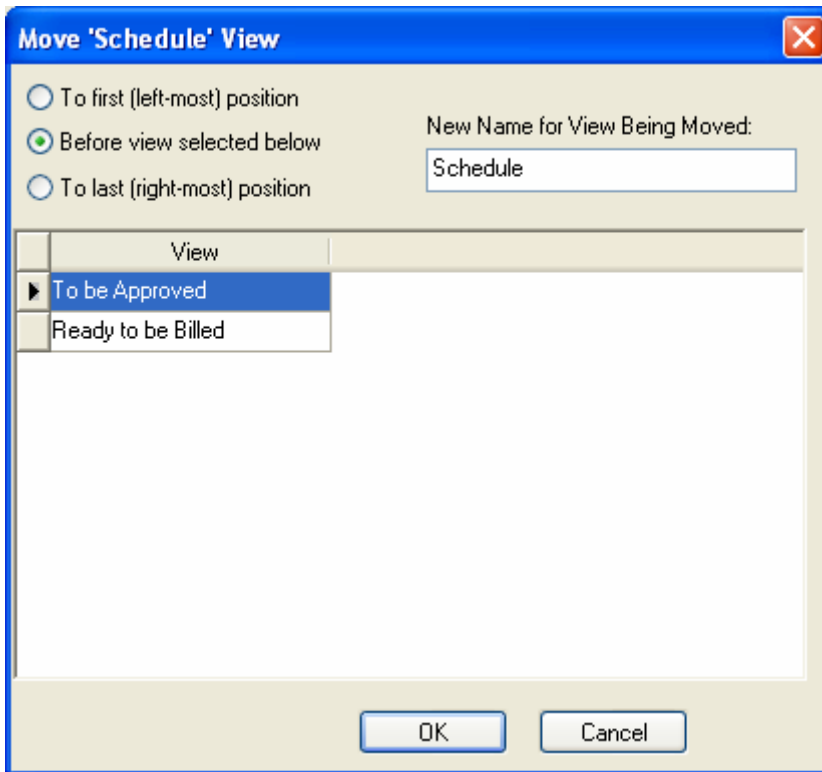 Move 'Schedule' View
To first (left-most) position
Before view selected below
To last (right-most) position
New Name for View Being Moved:
Schedule
View
To be Approved
Ready to be Billed
OK
Cancel